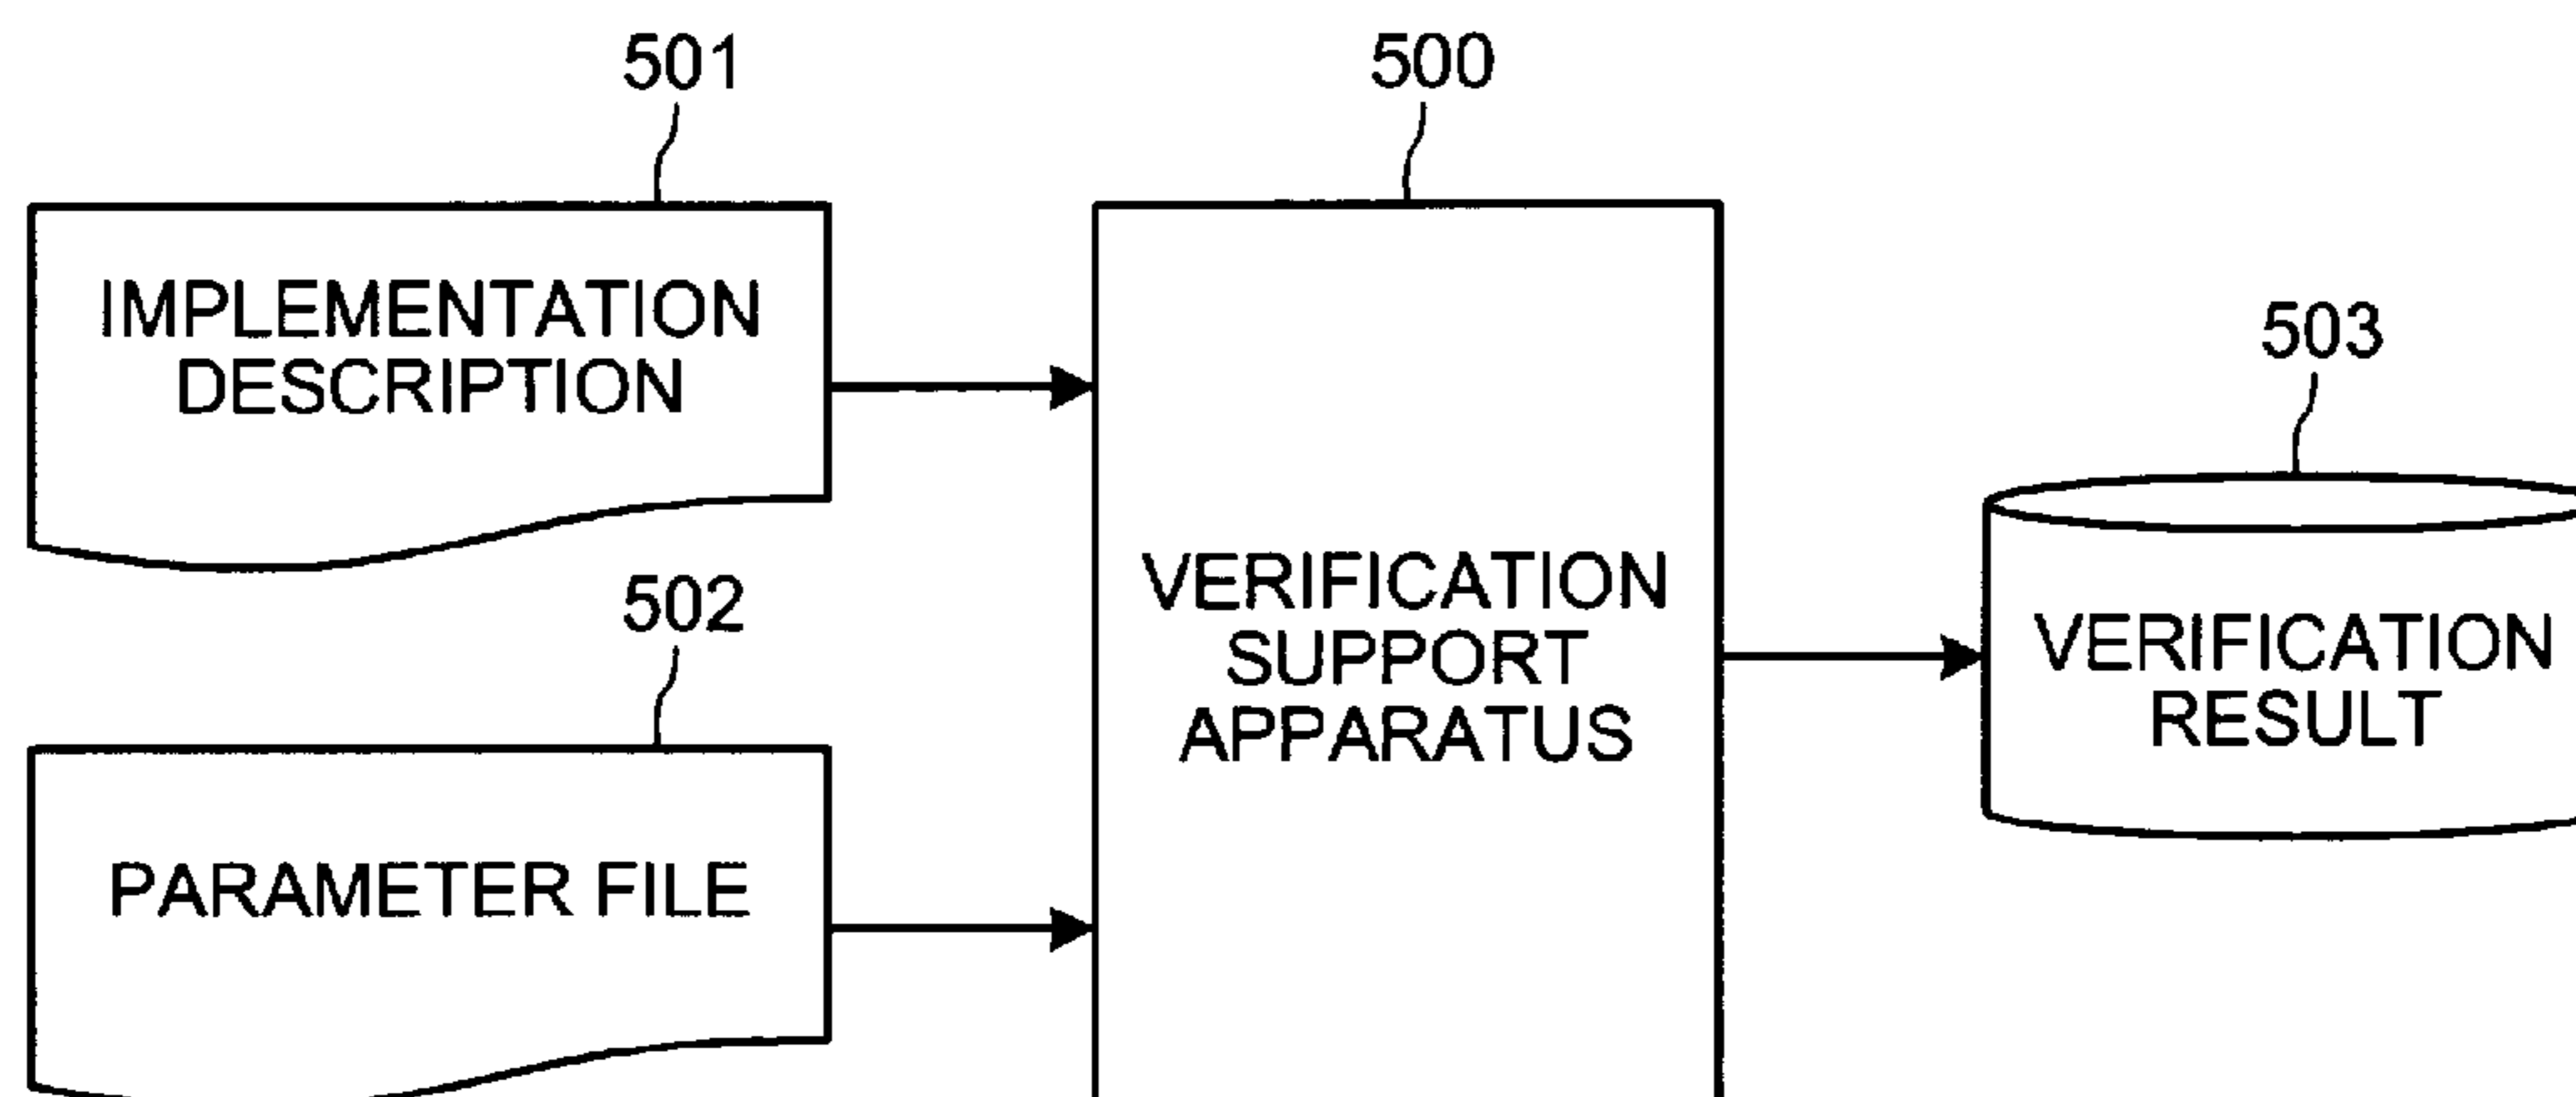 501
IMPLEMENTATION
DESCRIPTION
502
PARAMETER FILE
500
VERIFICATION
SUPPORT
APPARATUS
503
VERIFICATION
RESULT